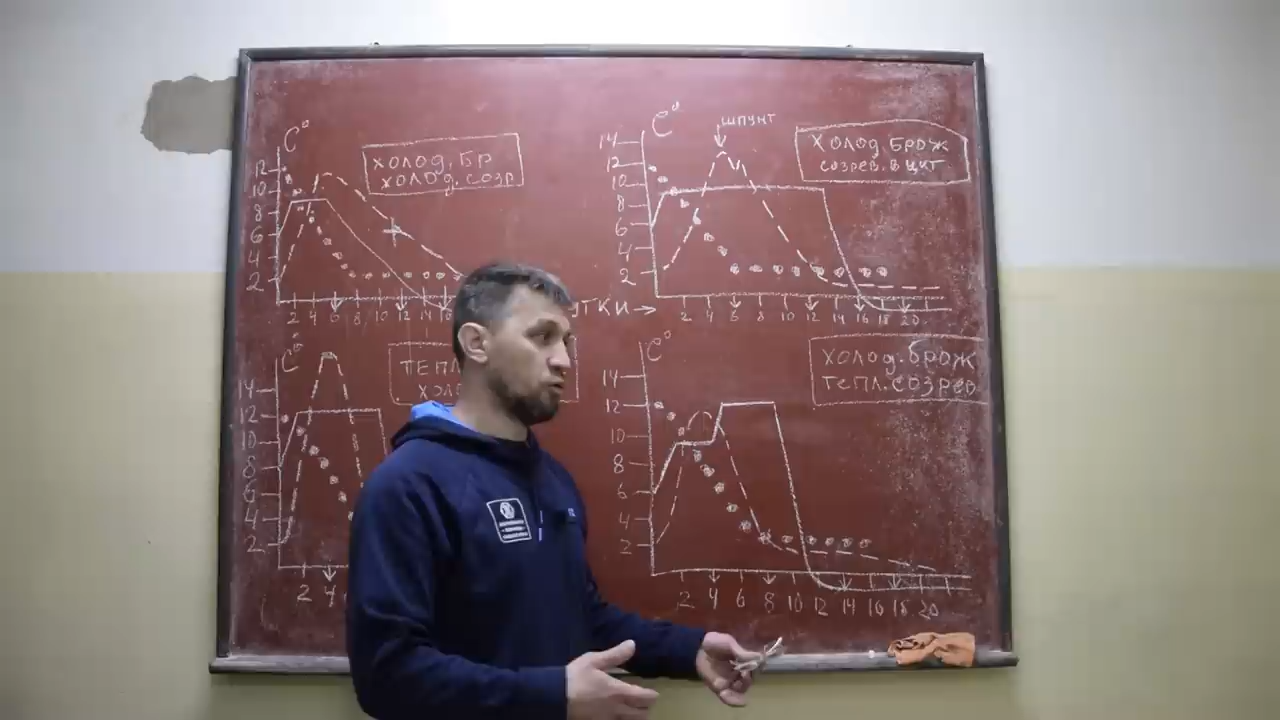 C°
12
10
8
6
4
2
2 4 6 8 10 12 14 16
ХОЛОД, БР
ХОЛОД. СОЗР
C°
14
12
10
8
6
4
2
шпунт
ХОЛОД БРОЖ
СОЗРЕВ. В ЦКТ
УТКИ →
2 4 6 8 10 12 14 16 18 20
C°
14
12
10
8
6
4
2
2 4
ТЕПЛ
C°
14
12
10
8
6
4
2
ХОЛОД. БРОЖ
ТЕПЛ. СОЗРЕВ
2 4 6 8 10 12 14 16 18 20